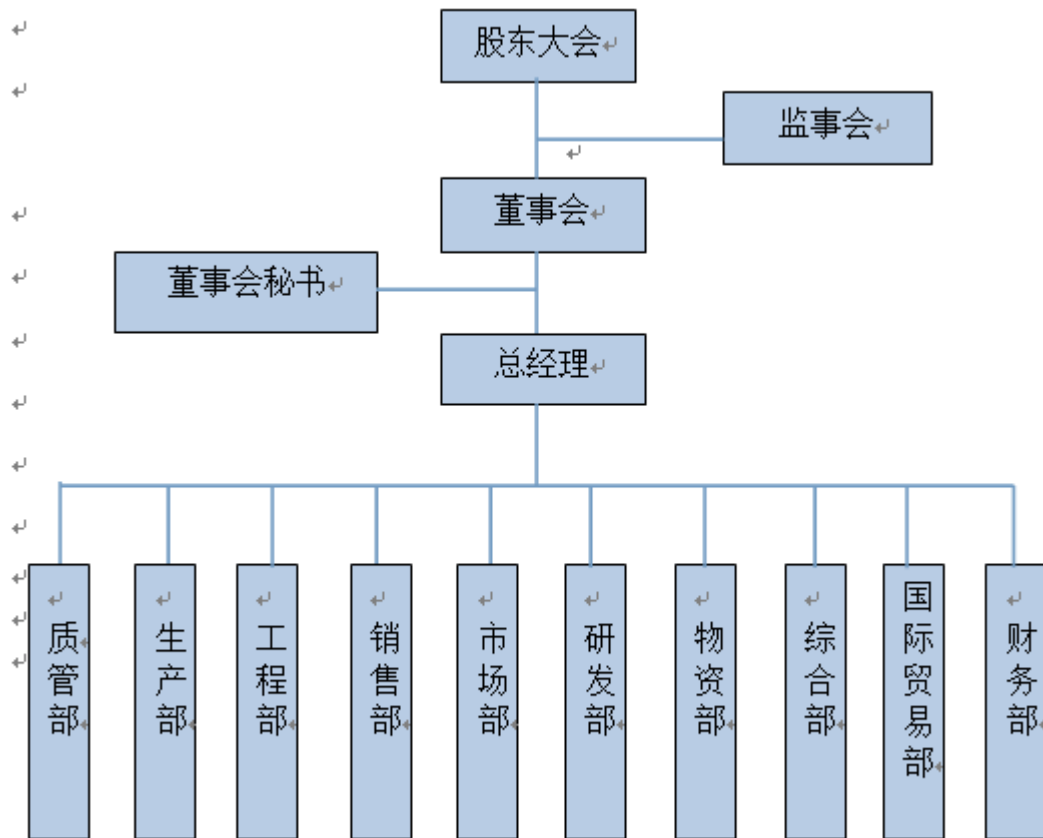 股东大会
监事会
董事会
董事会秘书
总经理
质管部
生产部
工程部
销售部
市场部
研发部
物资部
综合部
国际贸易部
财务部